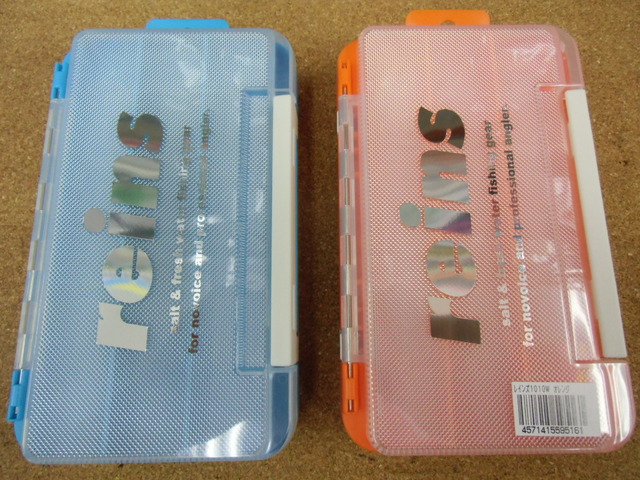 reins
salt & fresh water fishing gear
for novoice and professional angler.
reins
salt & fresh water fishing gear
for novoice and professional angler.
レインズ1010W オレンジ
4571415595161